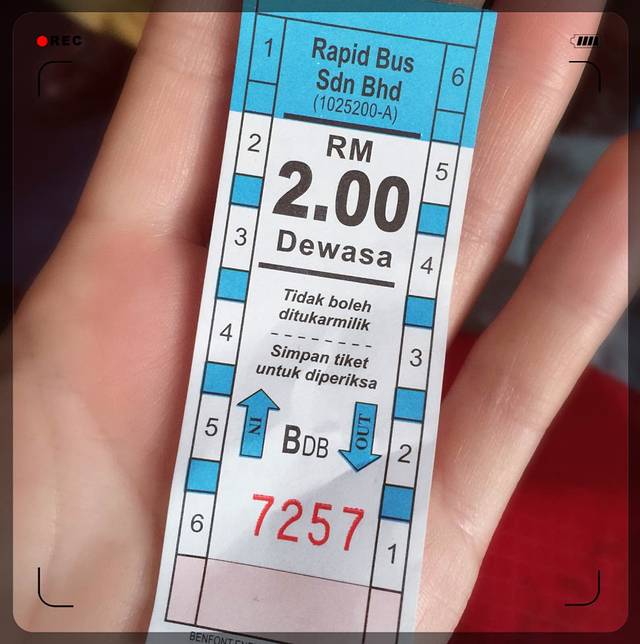 REC
1
Rapid Bus
Sdn Bhd
(1025200-A)
6
2
RM
2.00
Dewasa
5
3
4
Tidak boleh
ditukarmilik
4
3
Simpan tiket
untuk diperiksa
5
IN
BDB
OUT
2
7257
6
1